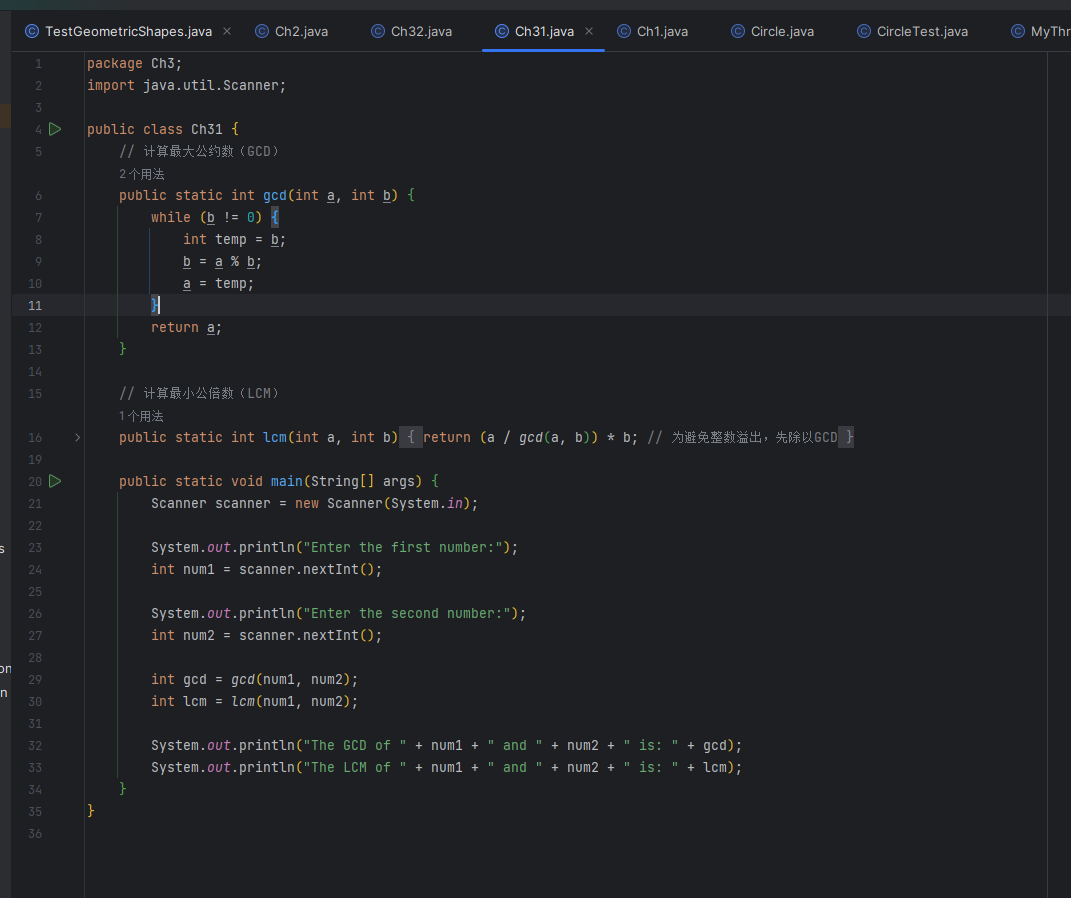 TestGeometricShapes.java × Ch2.java Ch32.java Ch31.java × Ch1.java Circle.java CircleTest.java MyThr
1 package Ch3;
2 import java.util.Scanner;
3
4 public class Ch31 {
5 // 计算最大公约数（GCD）
2个用法
6 public static int gcd(int a, int b) {
7 while (b != 0) {
8 int temp = b;
9 b = a % b;
10 a = temp;
11 }
12 return a;
13 }
14
15 // 计算最小公倍数（LCM）
1个用法
16 public static int lcm(int a, int b) { return (a / gcd(a, b)) * b; // 为避免整数溢出，先除以GCD }
19
20 public static void main(String[] args) {
21 Scanner scanner = new Scanner(System.in);
22
23 System.out.println("Enter the first number:");
24 int num1 = scanner.nextInt();
25
26 System.out.println("Enter the second number:");
27 int num2 = scanner.nextInt();
28
29 int gcd = gcd(num1, num2);
30 int lcm = lcm(num1, num2);
31
32 System.out.println("The GCD of " + num1 + " and " + num2 + " is: " + gcd);
33 System.out.println("The LCM of " + num1 + " and " + num2 + " is: " + lcm);
34 }
35 }
36
s
on
n